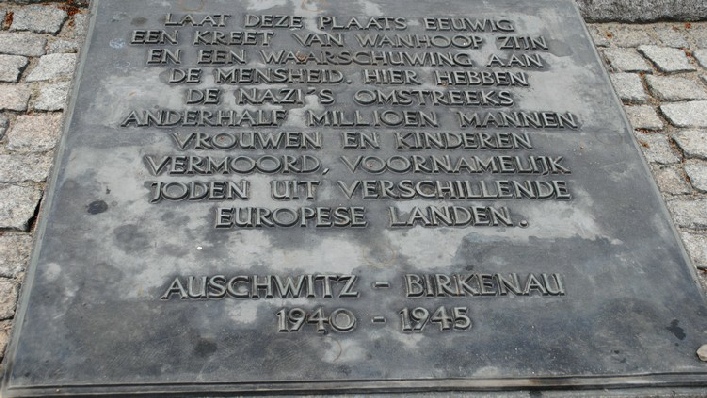 LAAT DEZE PLAATS EEUWIG
EEN KREET VAN WANHOOP ZIJN
EN EEN WAARSCHUWING AAN
DE MENSHEID. HIER HEBBEN
DE NAZI´S OMSTREEKS
ANDERHALF MILLIOEN MANNEN
VROUWEN EN KINDEREN
VERMOORD, VOORNAMELIJK
JODEN UIT VERSCHILLENDE
EUROPESE LANDEN.
AUSCHWITZ - BIRKENAU
1940 - 1945